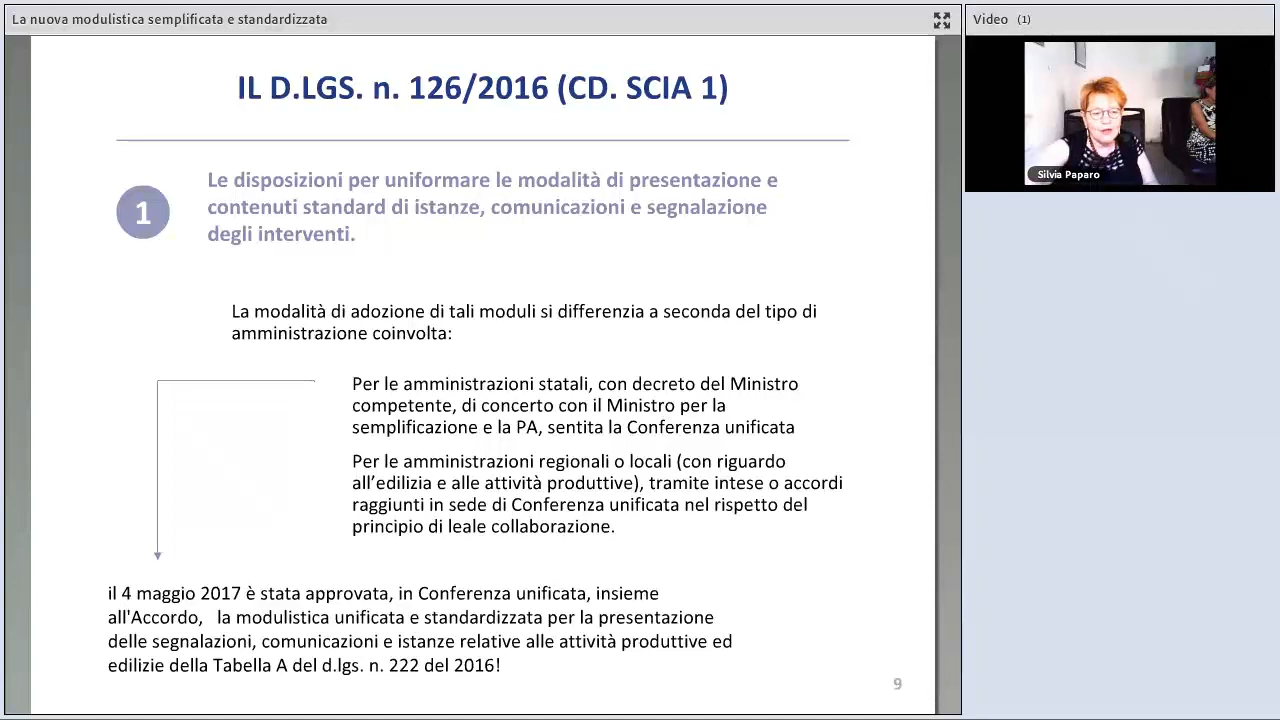 La nuova modulistica semplificata e standardizzata
Video (1)
Silvia Paparo
IL D.LGS. n. 126/2016 (CD. SCIA 1)
1
Le disposizioni per uniformare le modalità di presentazione e
contenuti standard di istanze, comunicazioni e segnalazione
degli interventi.
La modalità di adozione di tali moduli si differenzia a seconda del tipo di
amministrazione coinvolta:
Per le amministrazioni statali, con decreto del Ministro
competente, di concerto con il Ministro per la
semplificazione e la PA, sentita la Conferenza unificata
Per le amministrazioni regionali o locali (con riguardo
all’edilizia e alle attività produttive), tramite intese o accordi
raggiunti in sede di Conferenza unificata nel rispetto del
principio di leale collaborazione.
il 4 maggio 2017 è stata approvata, in Conferenza unificata, insieme
all'Accordo, la modulistica unificata e standardizzata per la presentazione
delle segnalazioni, comunicazioni e istanze relative alle attività produttive ed
edilizie della Tabella A del d.lgs. n. 222 del 2016!
9